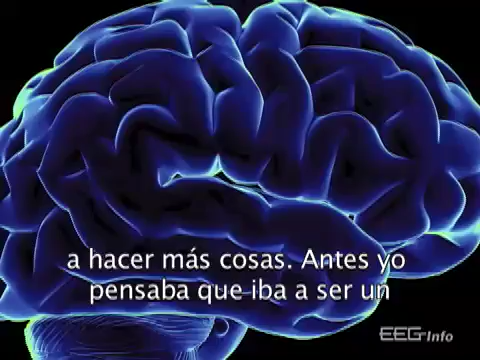 a hacer más cosas. Antes yo
pensaba que iba a ser un
EEG Info